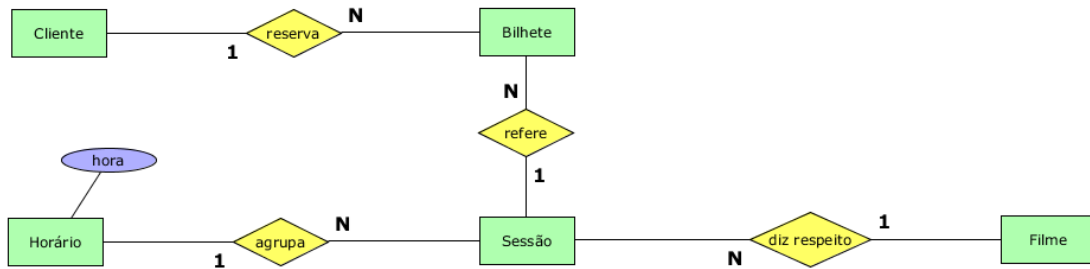 Cliente
1
reserva
N
Bilhete
N
refere
1
hora
Horário
1
agrupa
N
Sessão
N
diz respeito
1
Filme